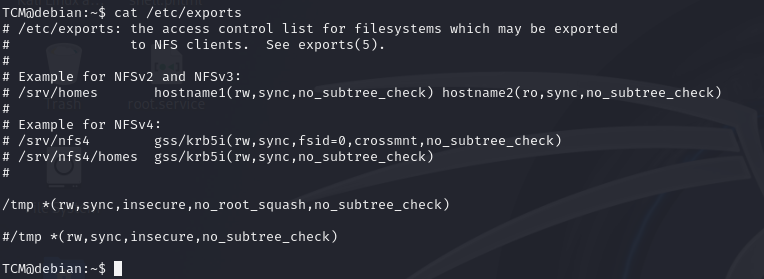 TCM@debian:~$ cat /etc/exports
# /etc/exports: the access control list for filesystems which may be exported
#               to NFS clients.  See exports(5).
#
# Example for NFSv2 and NFSv3:
# /srv/homes       hostname1(rw,sync,no_subtree_check) hostname2(ro,sync,no_subtree_check)
#
# Example for NFSv4:
# /srv/nfs4        gss/krb5i(rw,sync,fsid=0,crossmnt,no_subtree_check)
# /srv/nfs4/homes  gss/krb5i(rw,sync,no_subtree_check)
#
/tmp *(rw,sync,insecure,no_root_squash,no_subtree_check)
#/tmp *(rw,sync,insecure,no_subtree_check)
TCM@debian:~$
Trash
root.service